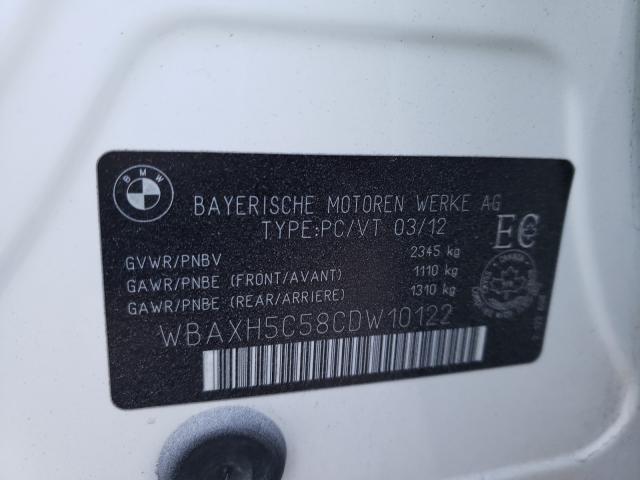 BMW
BAYERISCHE MOTOREN WERKE AG
TYPE:PC/VT 03/12
EC
GVWR/PNBV 2345 kg
GAWR/PNBE (FRONT/AVANT) 1110 kg
GAWR/PNBE (REAR/ARRIERE) 1310 kg
WBAXH5C58CDW10122
CANADA